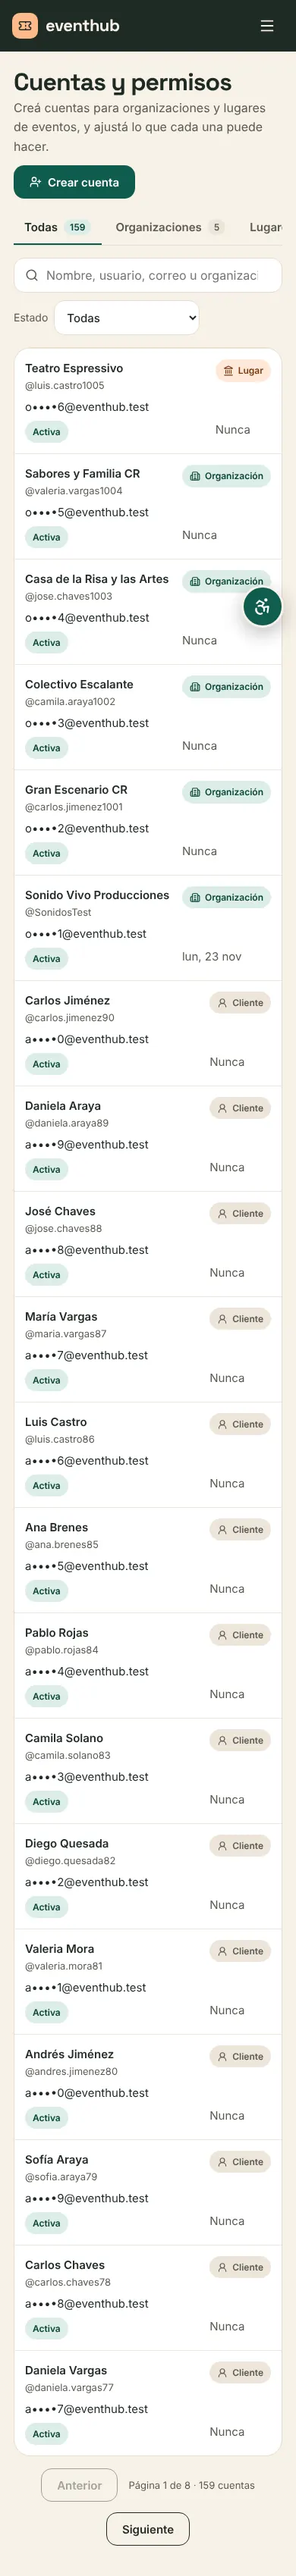 eventhub
Cuentas y permisos
Creá cuentas para organizaciones y lugares
de eventos, y ajustá lo que cada una puede
hacer.
Crear cuenta
Todas 159 Organizaciones 5
Nombre, usuario, correo u
Estado Todas
Teatro Espressivo Lugar
@luis.castro1005
o••••6@eventhub.test
Activa Nunca
Sabores y Familia CR Organización
@valeria.vargas1004
o••••5@eventhub.test
Activa Nunca
Casa de la Risa y las Artes Organización
@jose.chaves1003
o••••4@eventhub.test
Activa Nunca
Colectivo Escalante Organización
@camila.araya1002
o••••3@eventhub.test
Activa Nunca
Gran Escenario CR Organización
@carlos.jimenez1001
o••••2@eventhub.test
Activa Nunca
Sonido Vivo Producciones Organización
@SonidosTest
o••••1@eventhub.test
Activa lun, 23 nov
Carlos Jiménez Cliente
@carlos.jimenez90
a••••0@eventhub.test
Activa Nunca
Daniela Araya Cliente
@daniela.araya89
a••••9@eventhub.test
Activa Nunca
José Chaves Cliente
@jose.chaves88
a••••8@eventhub.test
Activa Nunca
María Vargas Cliente
@maria.vargas87
a••••7@eventhub.test
Activa Nunca
Luis Castro Cliente
@luis.castro86
a••••6@eventhub.test
Activa Nunca
Ana Brenes Cliente
@ana.brenes85
a••••5@eventhub.test
Activa Nunca
Pablo Rojas Cliente
@pablo.rojas84
a••••4@eventhub.test
Activa Nunca
Camila Solano Cliente
@camila.solano83
a••••3@eventhub.test
Activa Nunca
Diego Quesada Cliente
@diego.quesada82
a••••2@eventhub.test
Activa Nunca
Valeria Mora Cliente
@valeria.mora81
a••••1@eventhub.test
Activa Nunca
Andrés Jiménez Cliente
@andres.jimenez80
a••••0@eventhub.test
Activa Nunca
Sofía Araya Cliente
@sofia.araya79
a••••9@eventhub.test
Activa Nunca
Carlos Chaves Cliente
@carlos.chaves78
a••••8@eventhub.test
Activa Nunca
Daniela Vargas Cliente
@daniela.vargas77
a••••7@eventhub.test
Activa Nunca
Anterior Página 1 de 8 · 159 cuentas
Siguiente